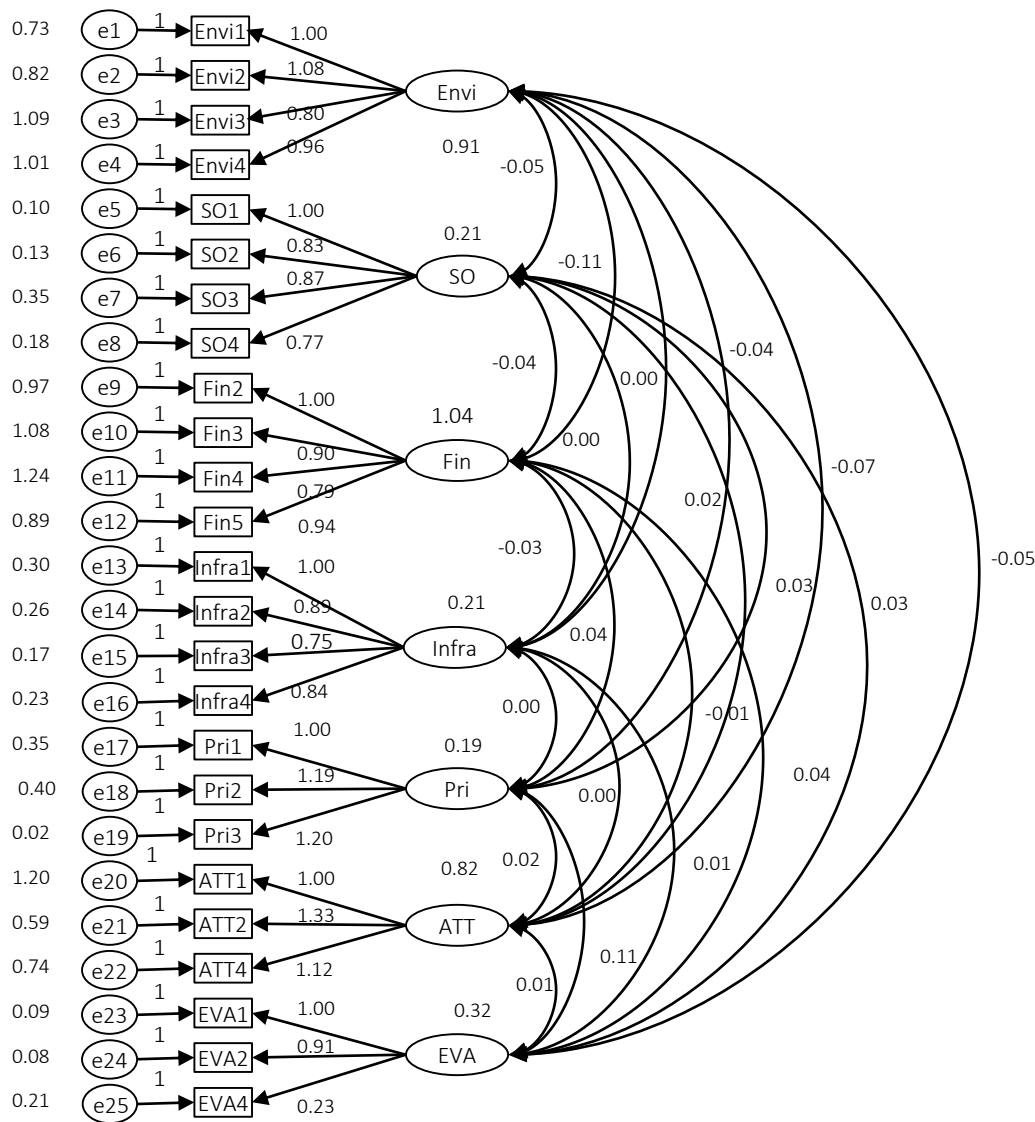 0.73 e1 1 Envi1 1.00
0.82 e2 1 Envi2 1.08 Envi
1.09 e3 1 Envi3 0.80
1.01 e4 1 Envi4 0.96 0.91 -0.05
0.10 e5 1 SO1 1.00
0.13 e6 1 SO2 0.83 0.21 -0.11
0.35 e7 1 SO3 0.87 SO
0.18 e8 1 SO4 0.77 -0.04 -0.04
0.97 e9 1 Fin2 1.00 0.00
1.08 e10 1 Fin3 1.04 0.00
1.24 e11 1 Fin4 0.90 Fin -0.07
0.89 e12 1 Fin5 0.79 0.02
0.94 -0.03
0.30 e13 1 Infra1 1.00 -0.05
0.26 e14 1 Infra2 0.89 0.21 0.03 0.03
0.17 e15 1 Infra3 0.75 Infra 0.04
0.23 e16 1 Infra4 0.84 0.00 -0.01
0.35 e17 1 Pri1 1.00 0.19
0.40 e18 1 Pri2 1.19 Pri 0.00 0.04
0.02 e19 1 Pri3 1.20
1.20 e20 1 ATT1 1.00 0.82 0.02 0.01
0.59 e21 1 ATT2 1.33 ATT
0.74 e22 1 ATT4 1.12 0.11
0.09 e23 1 EVA1 1.00 0.32 0.01
0.08 e24 1 EVA2 0.91 EVA
0.21 e25 1 EVA4 0.23